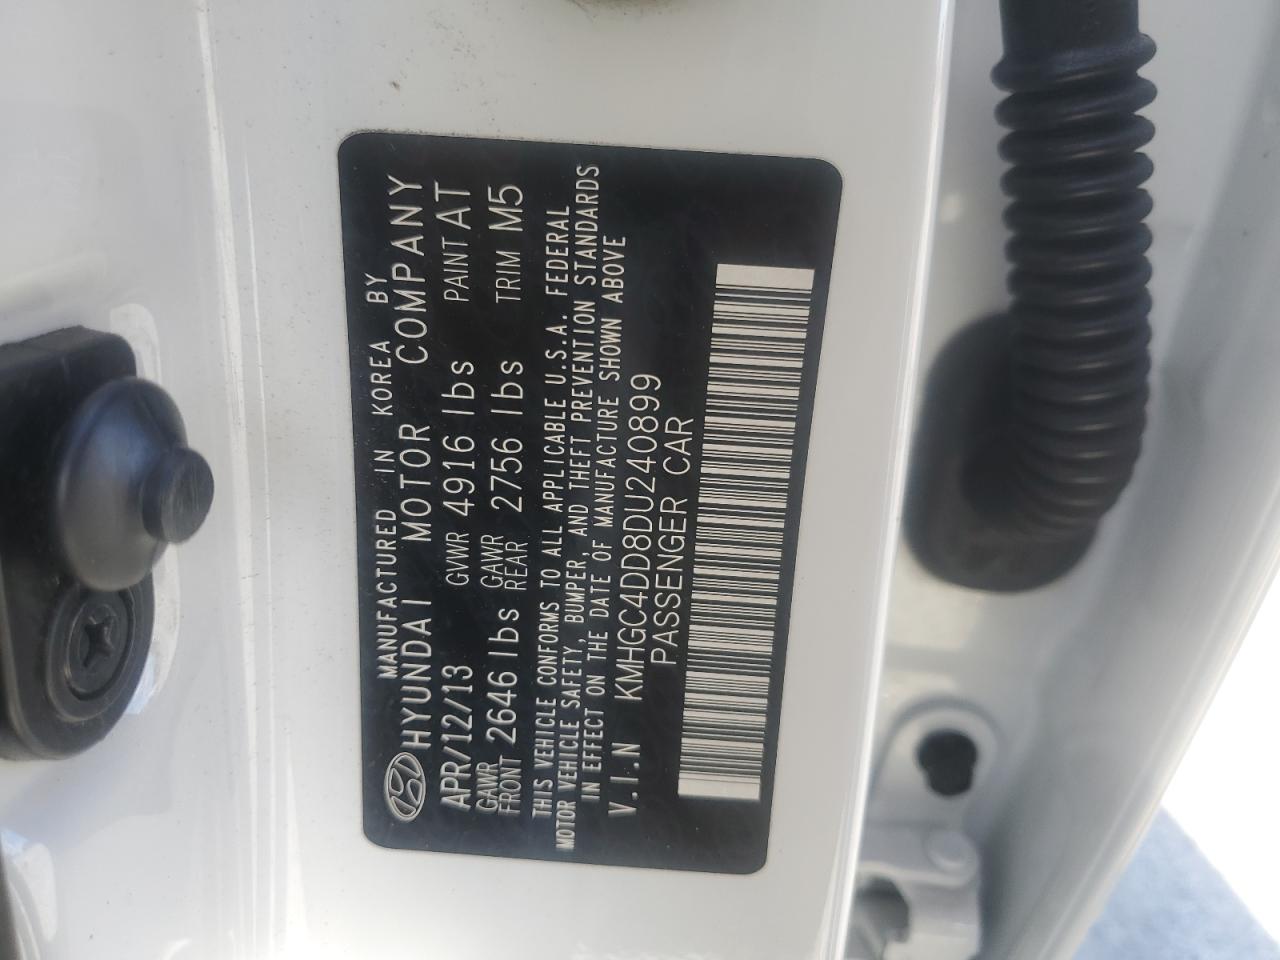 MANUFACTURED IN KOREA BY
HYUNDAI MOTOR COMPANY
APR/12/13 GVWR 4916 lbs PAINT AT
GAWR FRONT 2646 lbs GAWR REAR 2756 lbs TRIM M5
THIS VEHICLE CONFORMS TO ALL APPLICABLE U.S.A. FEDERAL
MOTOR VEHICLE SAFETY, BUMPER, AND THEFT PREVENTION STANDARDS
IN EFFECT ON THE DATE OF MANUFACTURE SHOWN ABOVE
V.I.N KMHGC4DD8DU240899
PASSENGER CAR